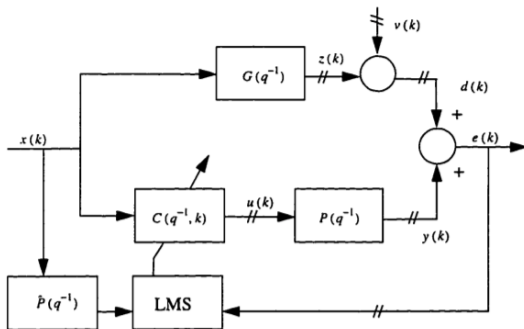 v(k)
z(k)
G(q⁻¹)
d(k)
+
x(k)
e(k)
+
C(q⁻¹, k)
u(k)
P(q⁻¹)
y(k)
P̂(q⁻¹)
LMS